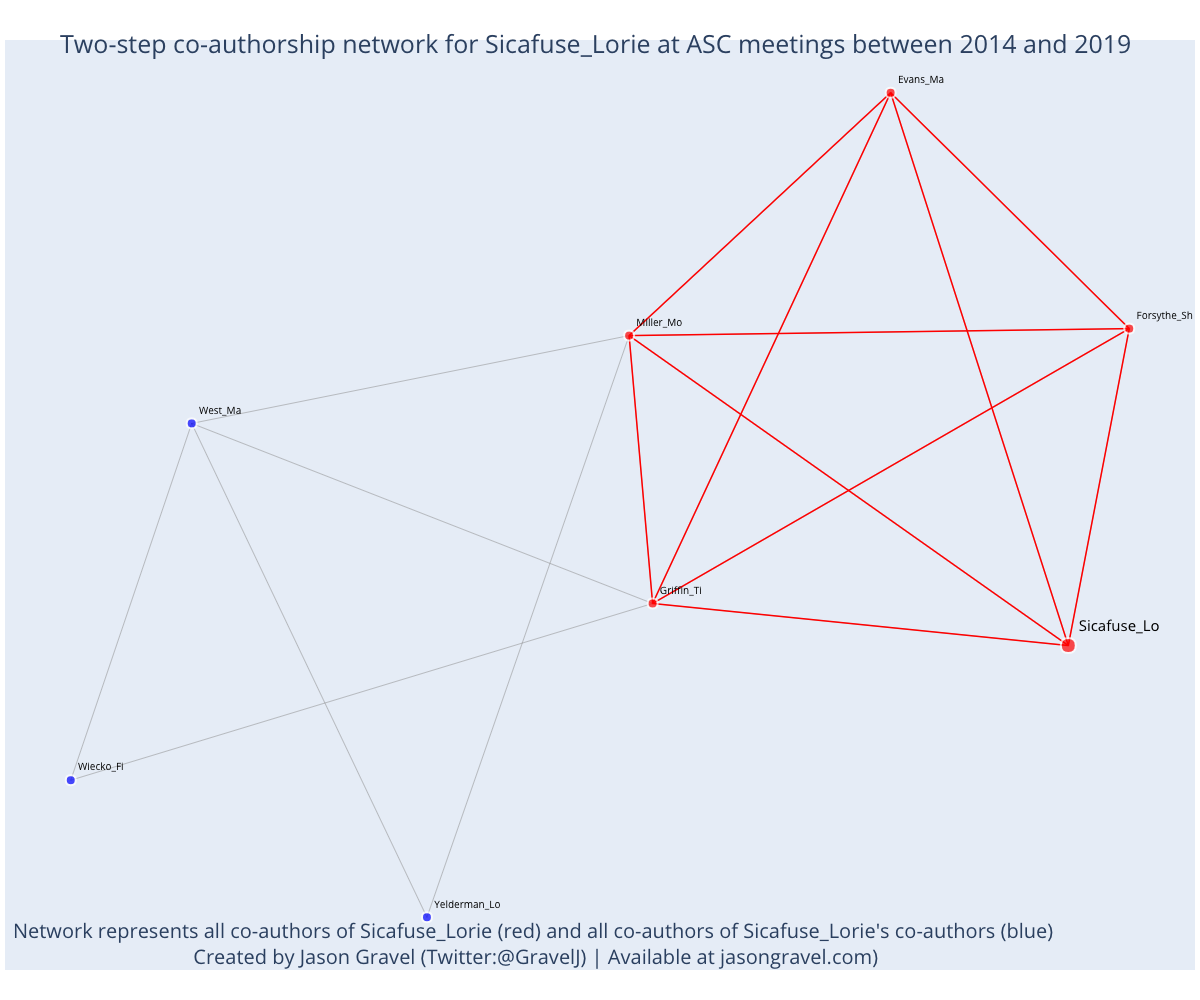 Two-step co-authorship network for Sicafuse_Lorie at ASC meetings between 2014 and 2019
Evans_Ma
Forsythe_Sh
Miller_Mo
West_Ma
Griffin_Ti
Sicafuse_Lo
Wiecko_Fi
Yelderman_Lo
Network represents all co-authors of Sicafuse_Lorie (red) and all co-authors of Sicafuse_Lorie's co-authors (blue)
Created by Jason Gravel (Twitter:@GravelJ) | Available at jasongravel.com)